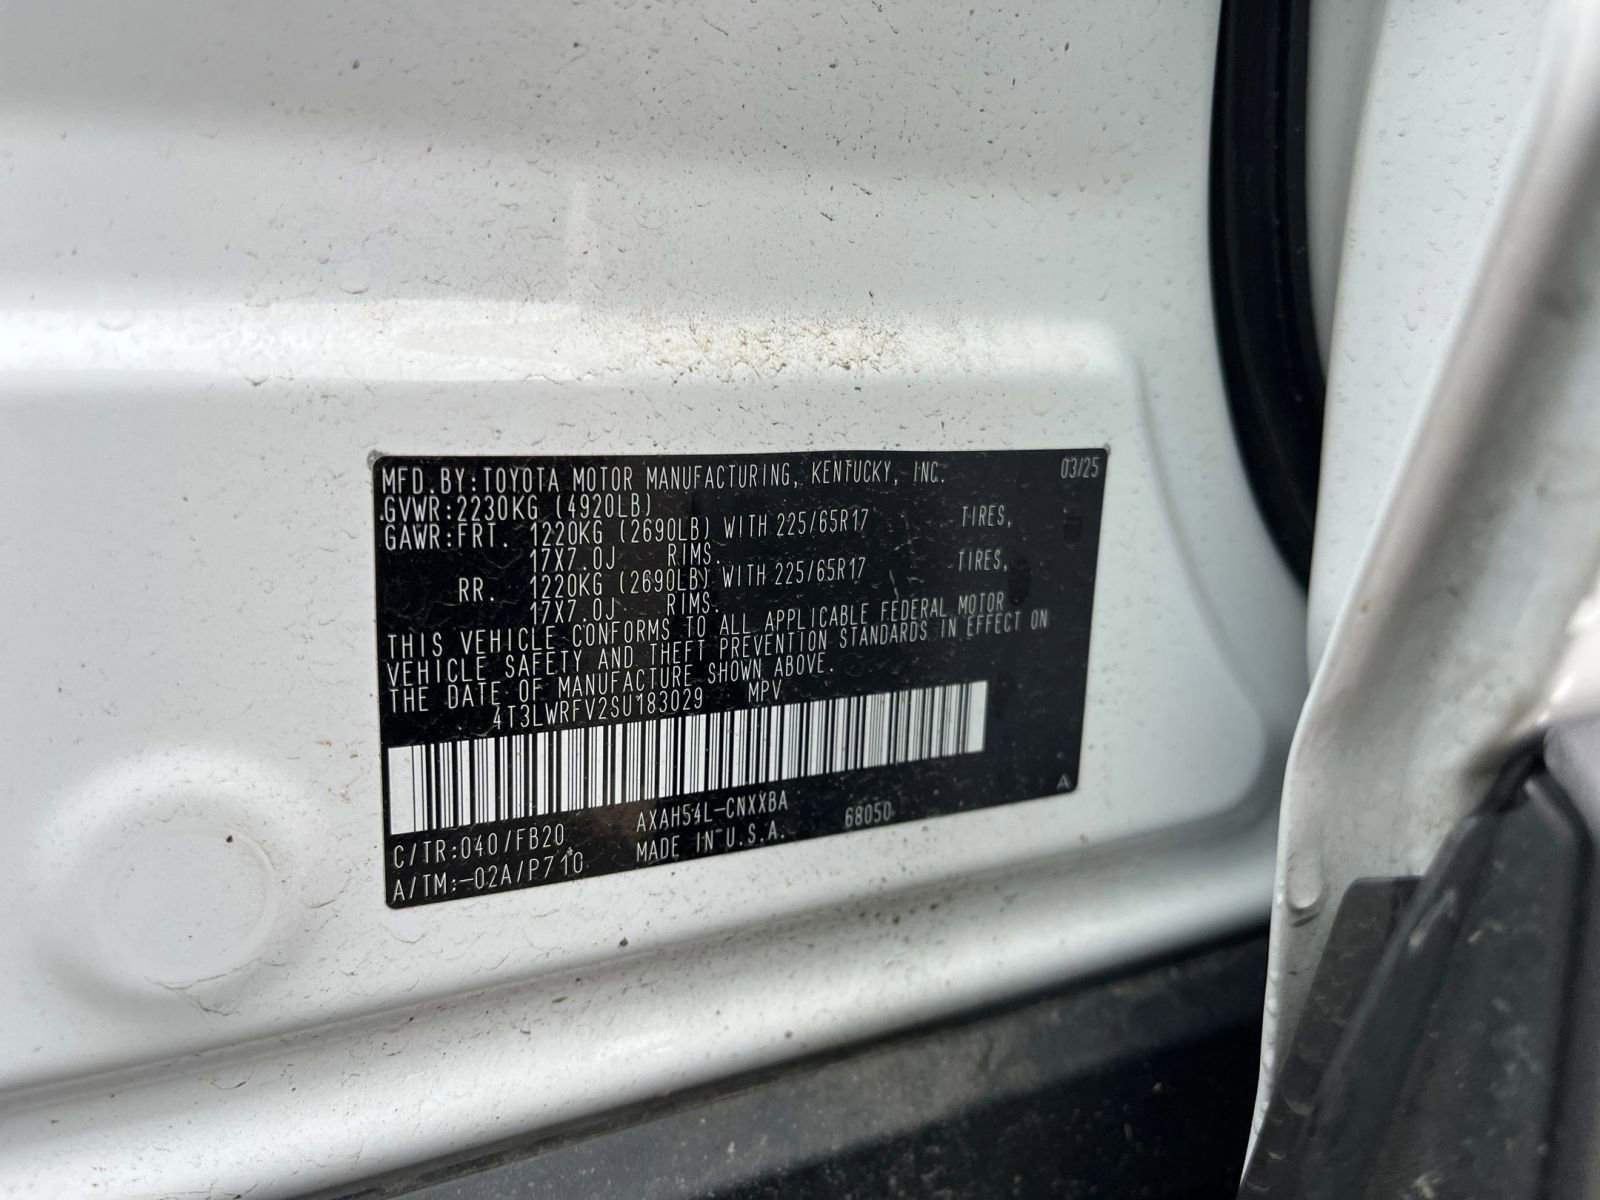 MFD. BY: TOYOTA MOTOR MANUFACTURING, KENTUCKY, INC. 03/25
GVWR: 2230KG (4920LB)
GAWR: FRT. 1220KG (2690LB) WITH 225/65R17 TIRES,
17X7.0J RIMS.
RR. 1220KG (2690LB) WITH 225/65R17 TIRES,
17X7.0J RIMS.
THIS VEHICLE CONFORMS TO ALL APPLICABLE FEDERAL MOTOR
VEHICLE SAFETY AND THEFT PREVENTION STANDARDS IN EFFECT ON
THE DATE OF MANUFACTURE SHOWN ABOVE.
4T3LWRFV2SU183029 MPV
C/TR:040/FB20 AXAH54L-CNXXBA 68050 A
A/TM:-02A/P710 MADE IN U.S.A.